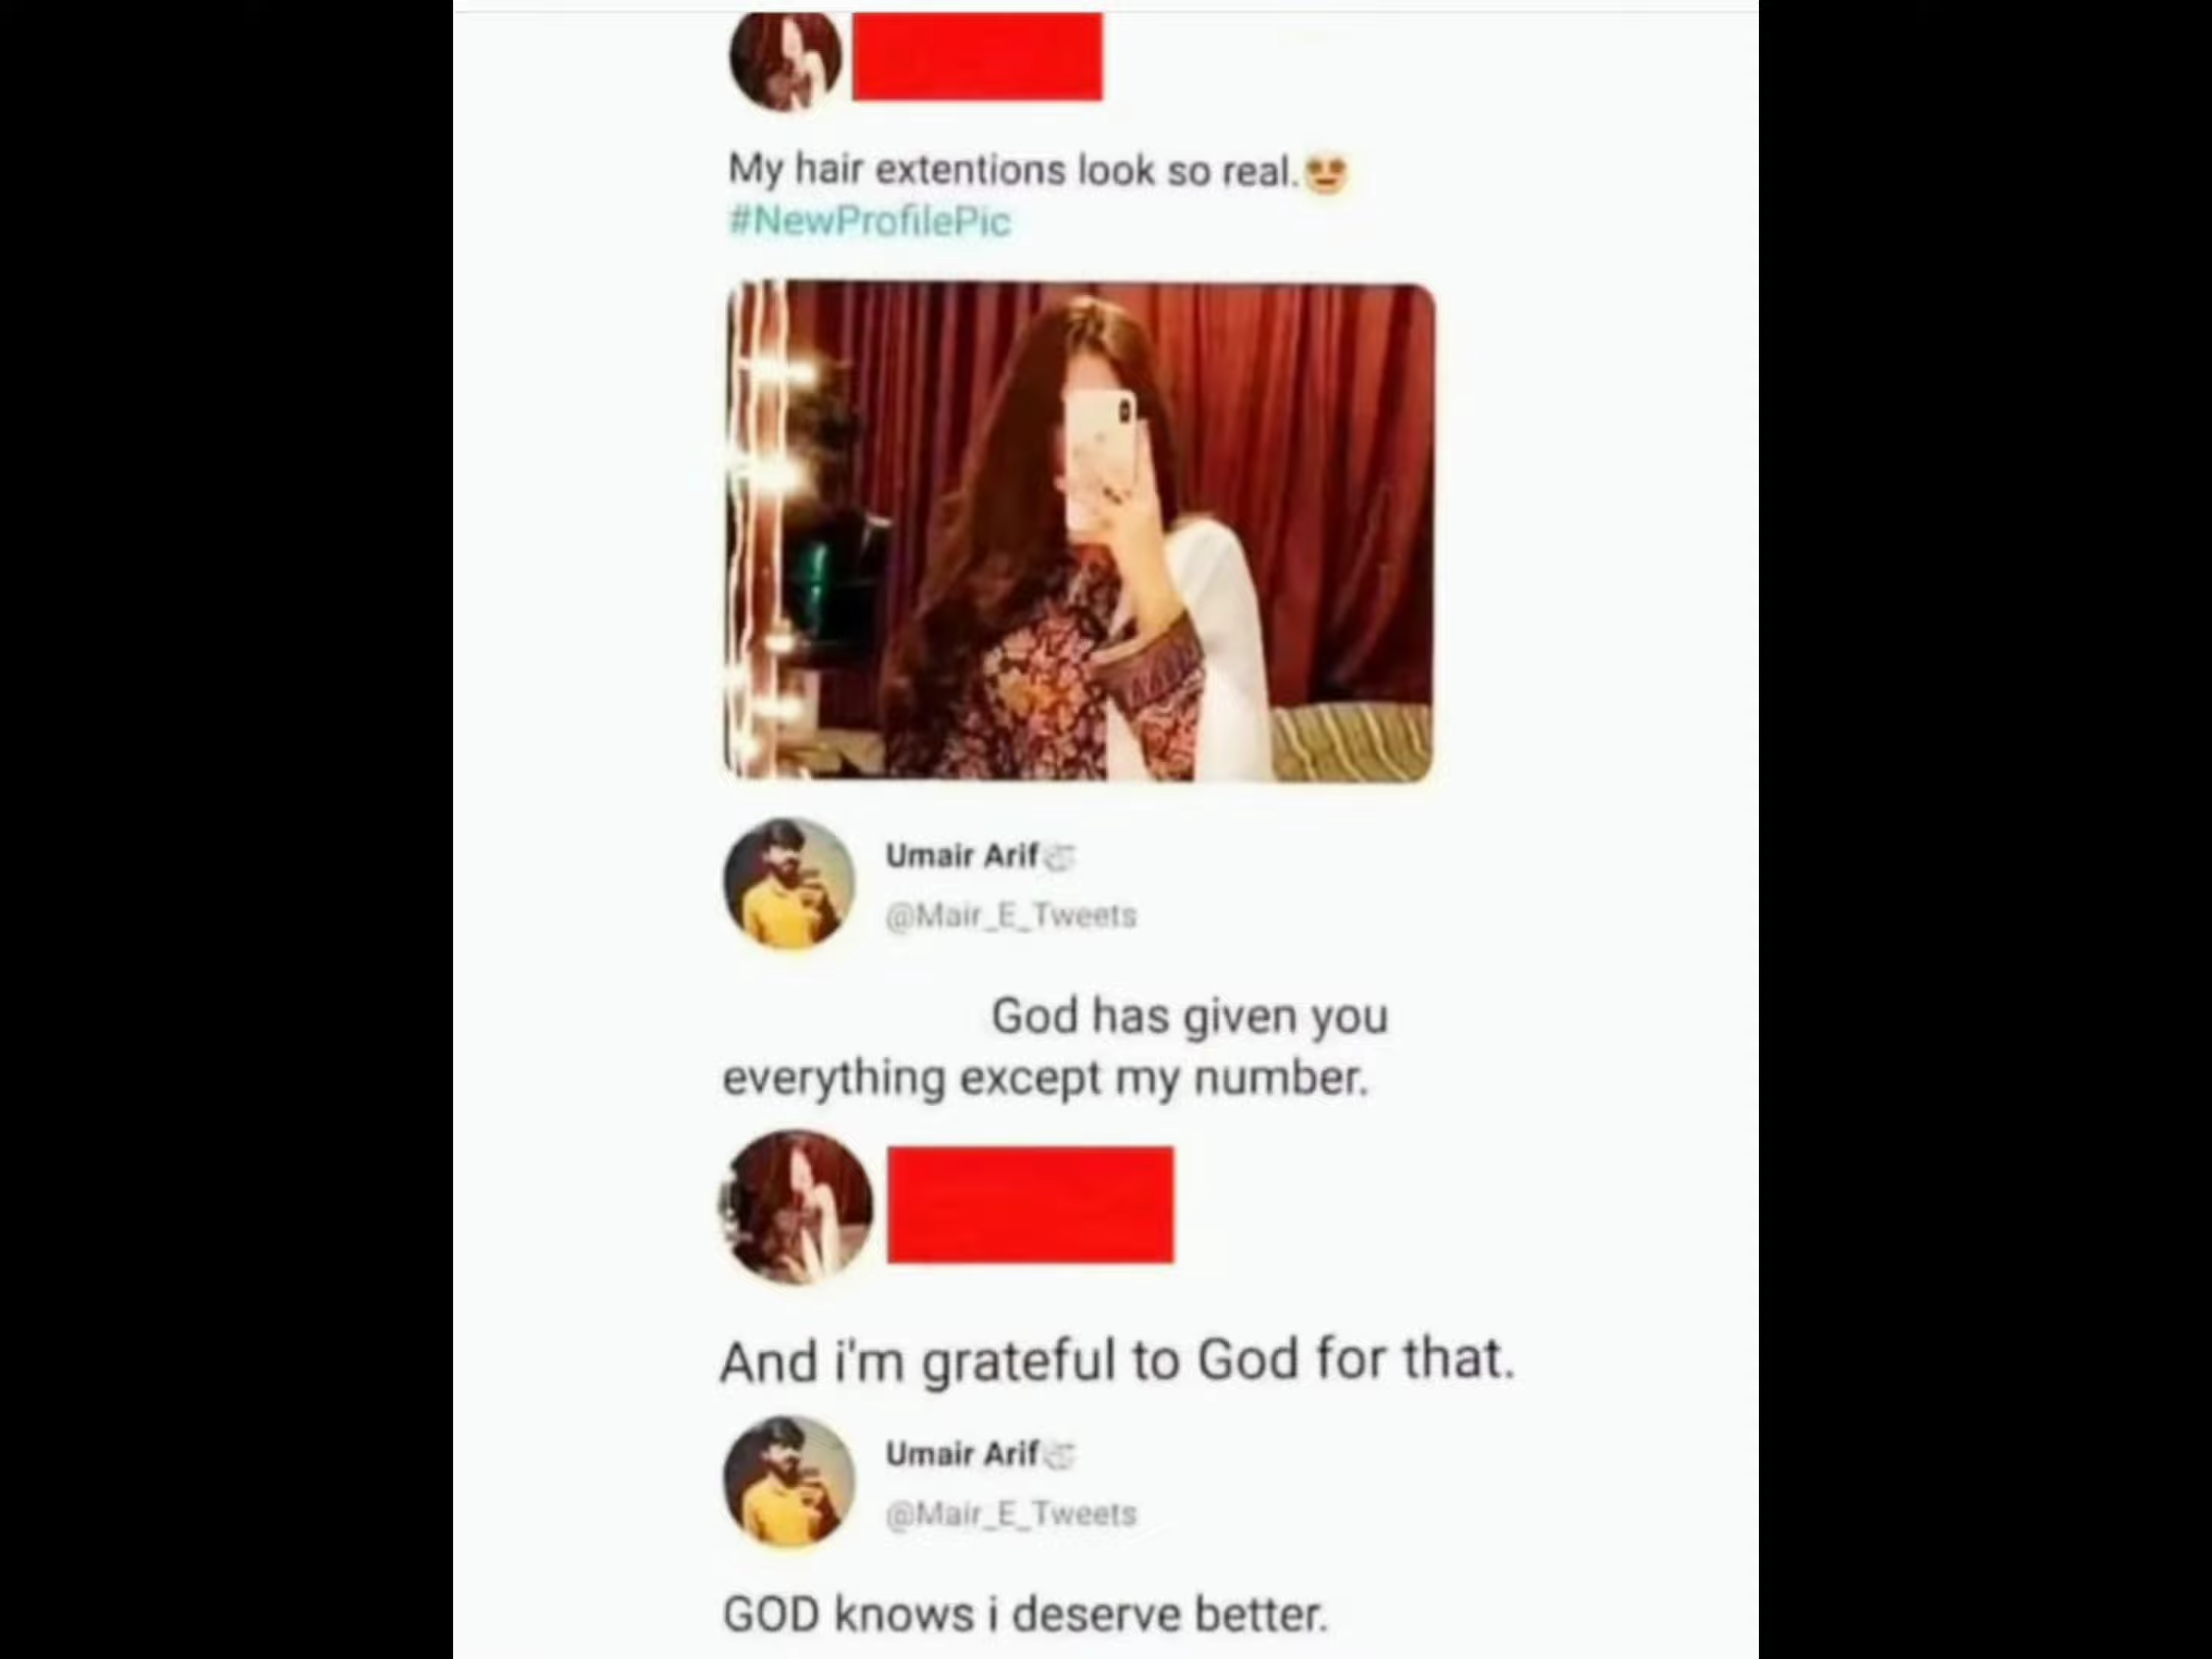 My hair extentions look so real.😍
#NewProfilePic
Umair Arif
@Mair_E_Tweets
God has given you
everything except my number.
And i'm grateful to God for that.
Umair Arif
@Mair_E_Tweets
GOD knows i deserve better.